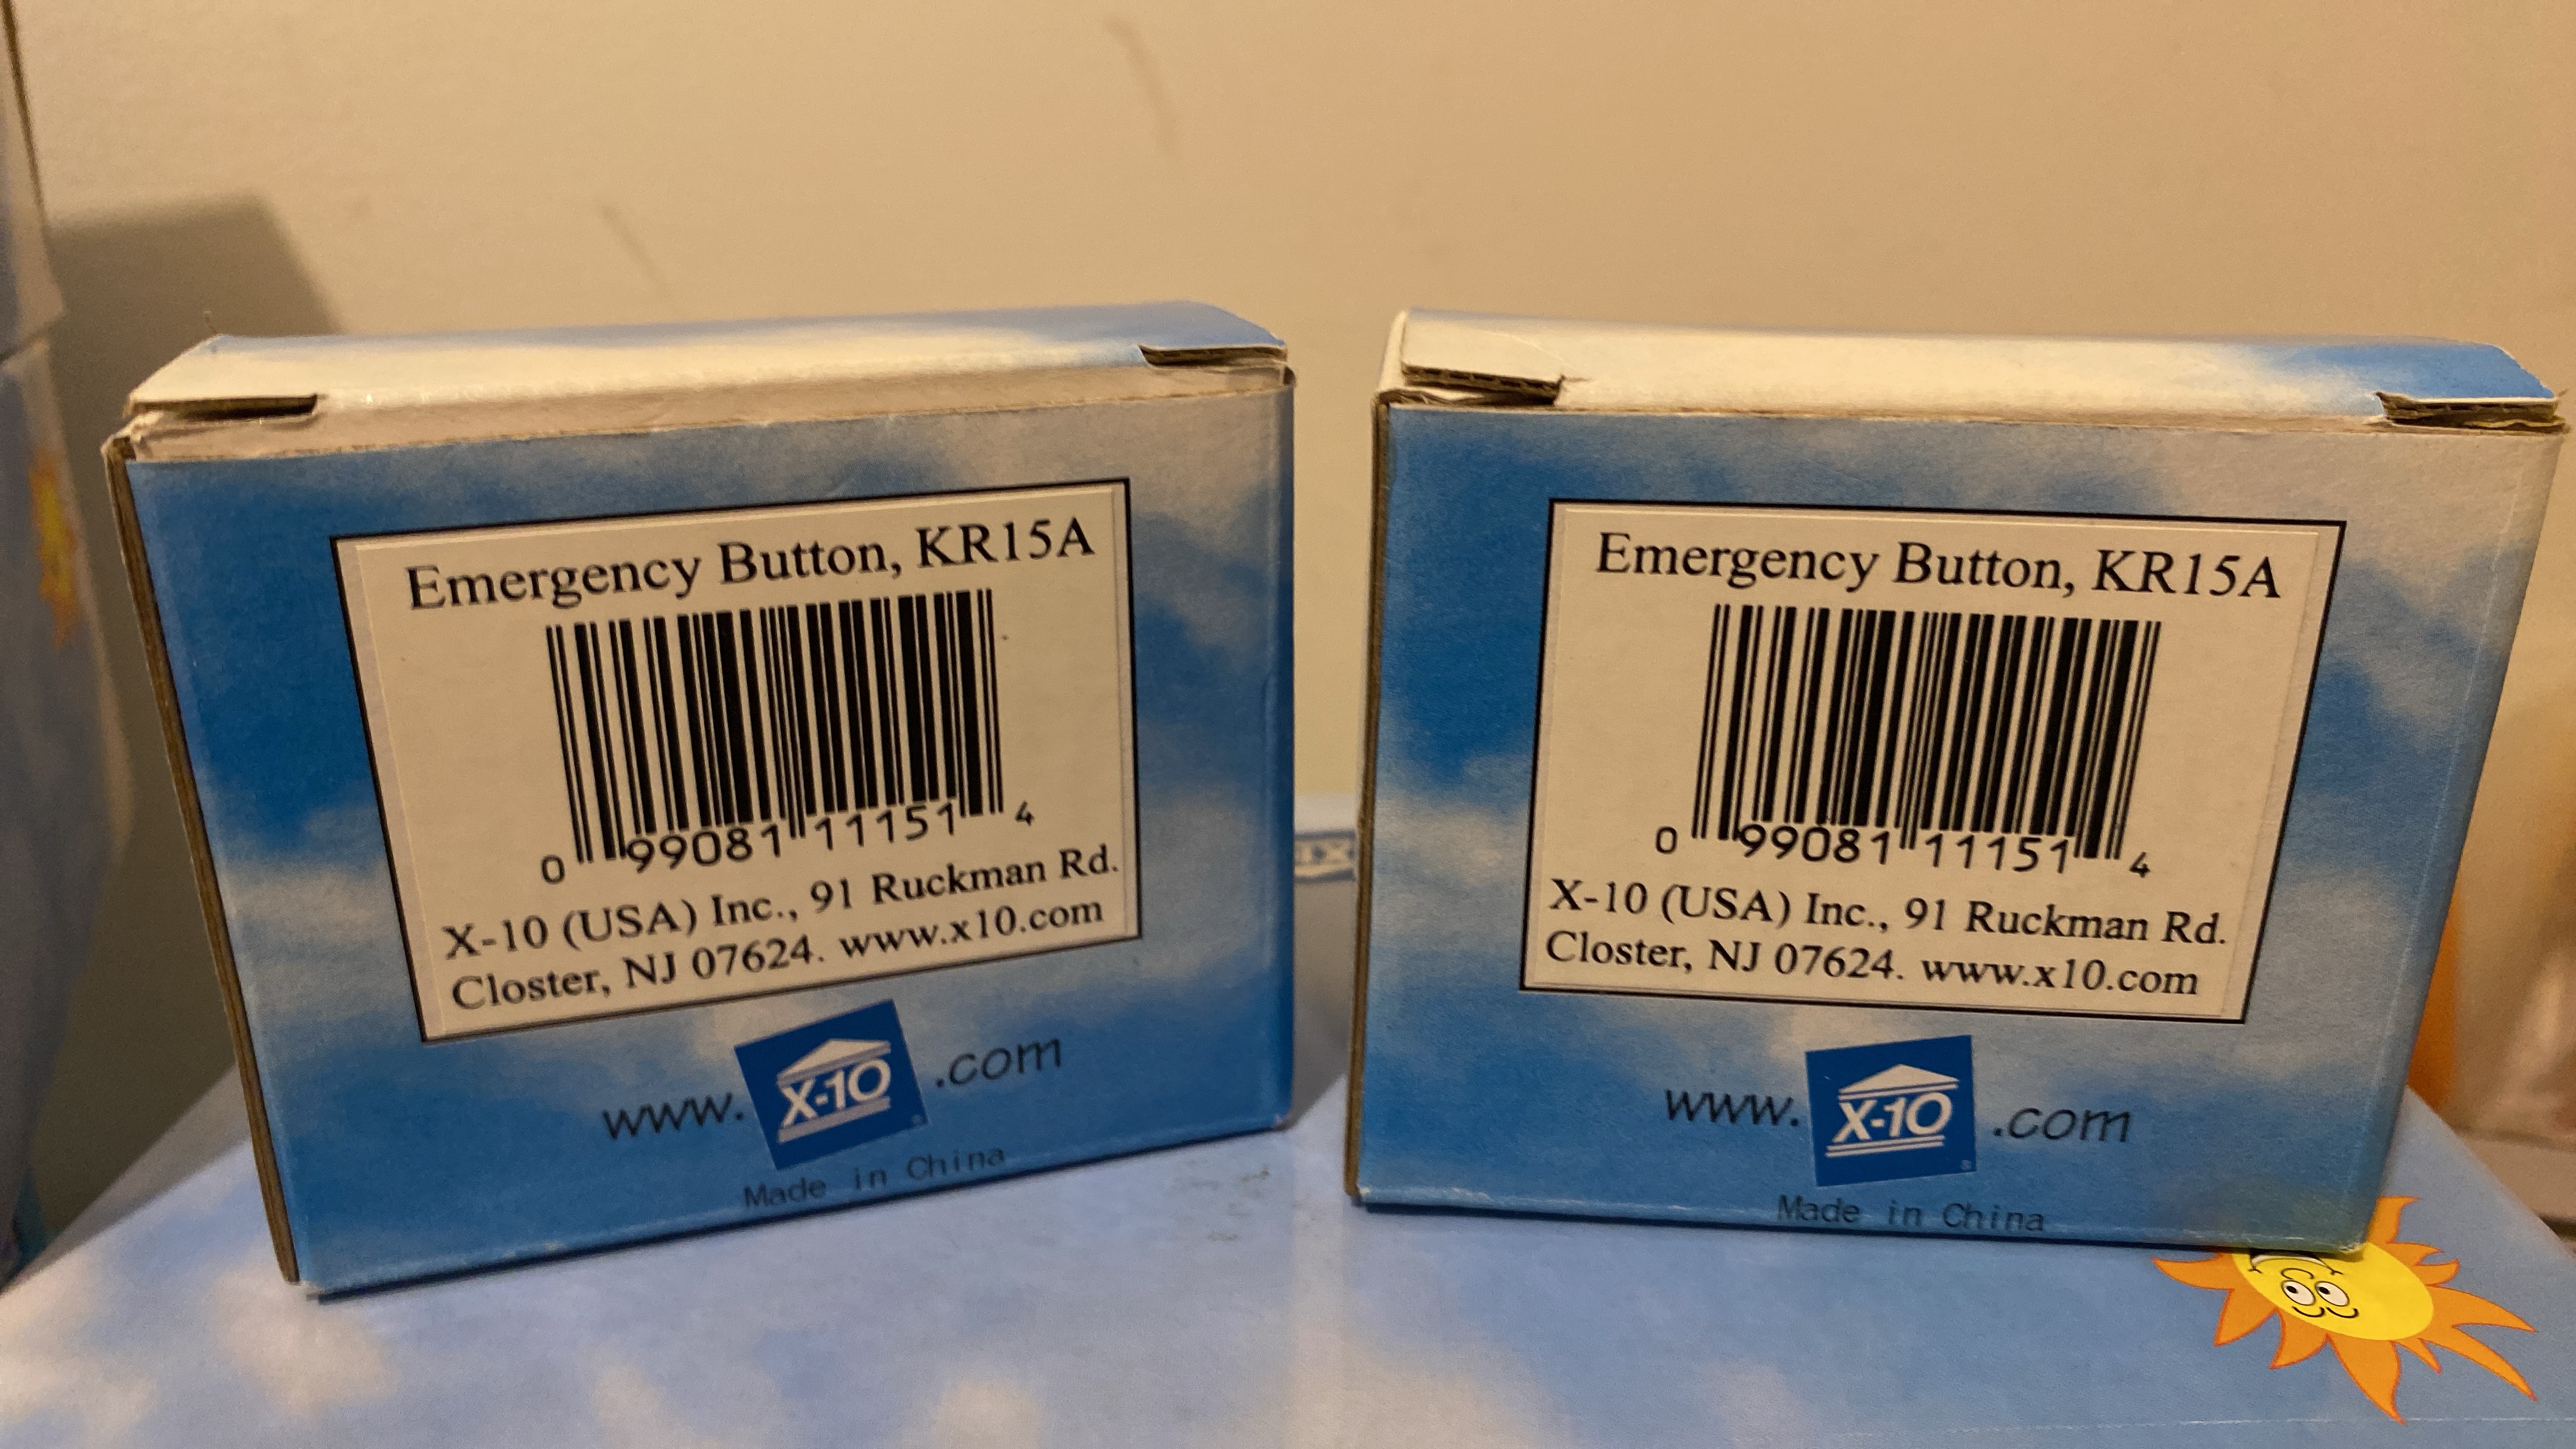 Emergency Button, KR15A
0 99081 11151 4
X-10 (USA) Inc., 91 Ruckman Rd.
Closter, NJ 07624. www.x10.com
www. X-10 .com
Made in China
Emergency Button, KR15A
0 99081 11151 4
X-10 (USA) Inc., 91 Ruckman Rd.
Closter, NJ 07624. www.x10.com
www. X-10 .com
Made in China